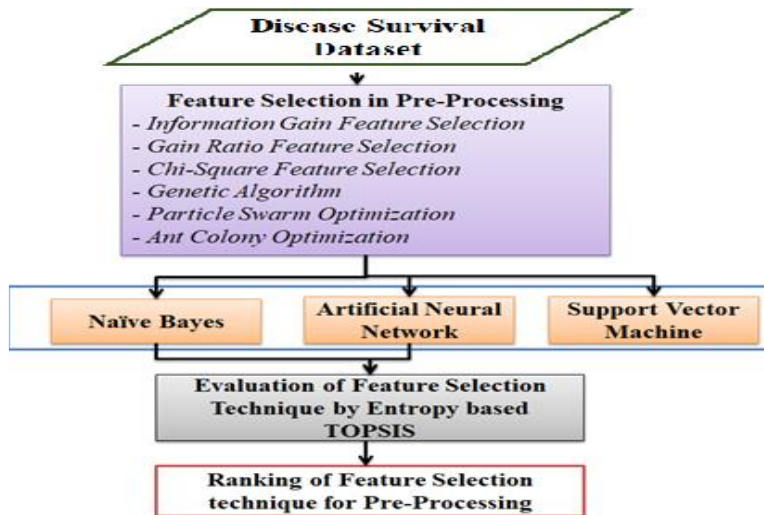 Disease Survival
Dataset
Feature Selection in Pre-Processing
- Information Gain Feature Selection
- Gain Ratio Feature Selection
- Chi-Square Feature Selection
- Genetic Algorithm
- Particle Swarm Optimization
- Ant Colony Optimization
Naïve Bayes
Artificial Neural
Network
Support Vector
Machine
Evaluation of Feature Selection
Technique by Entropy based
TOPSIS
Ranking of Feature Selection
technique for Pre-Processing